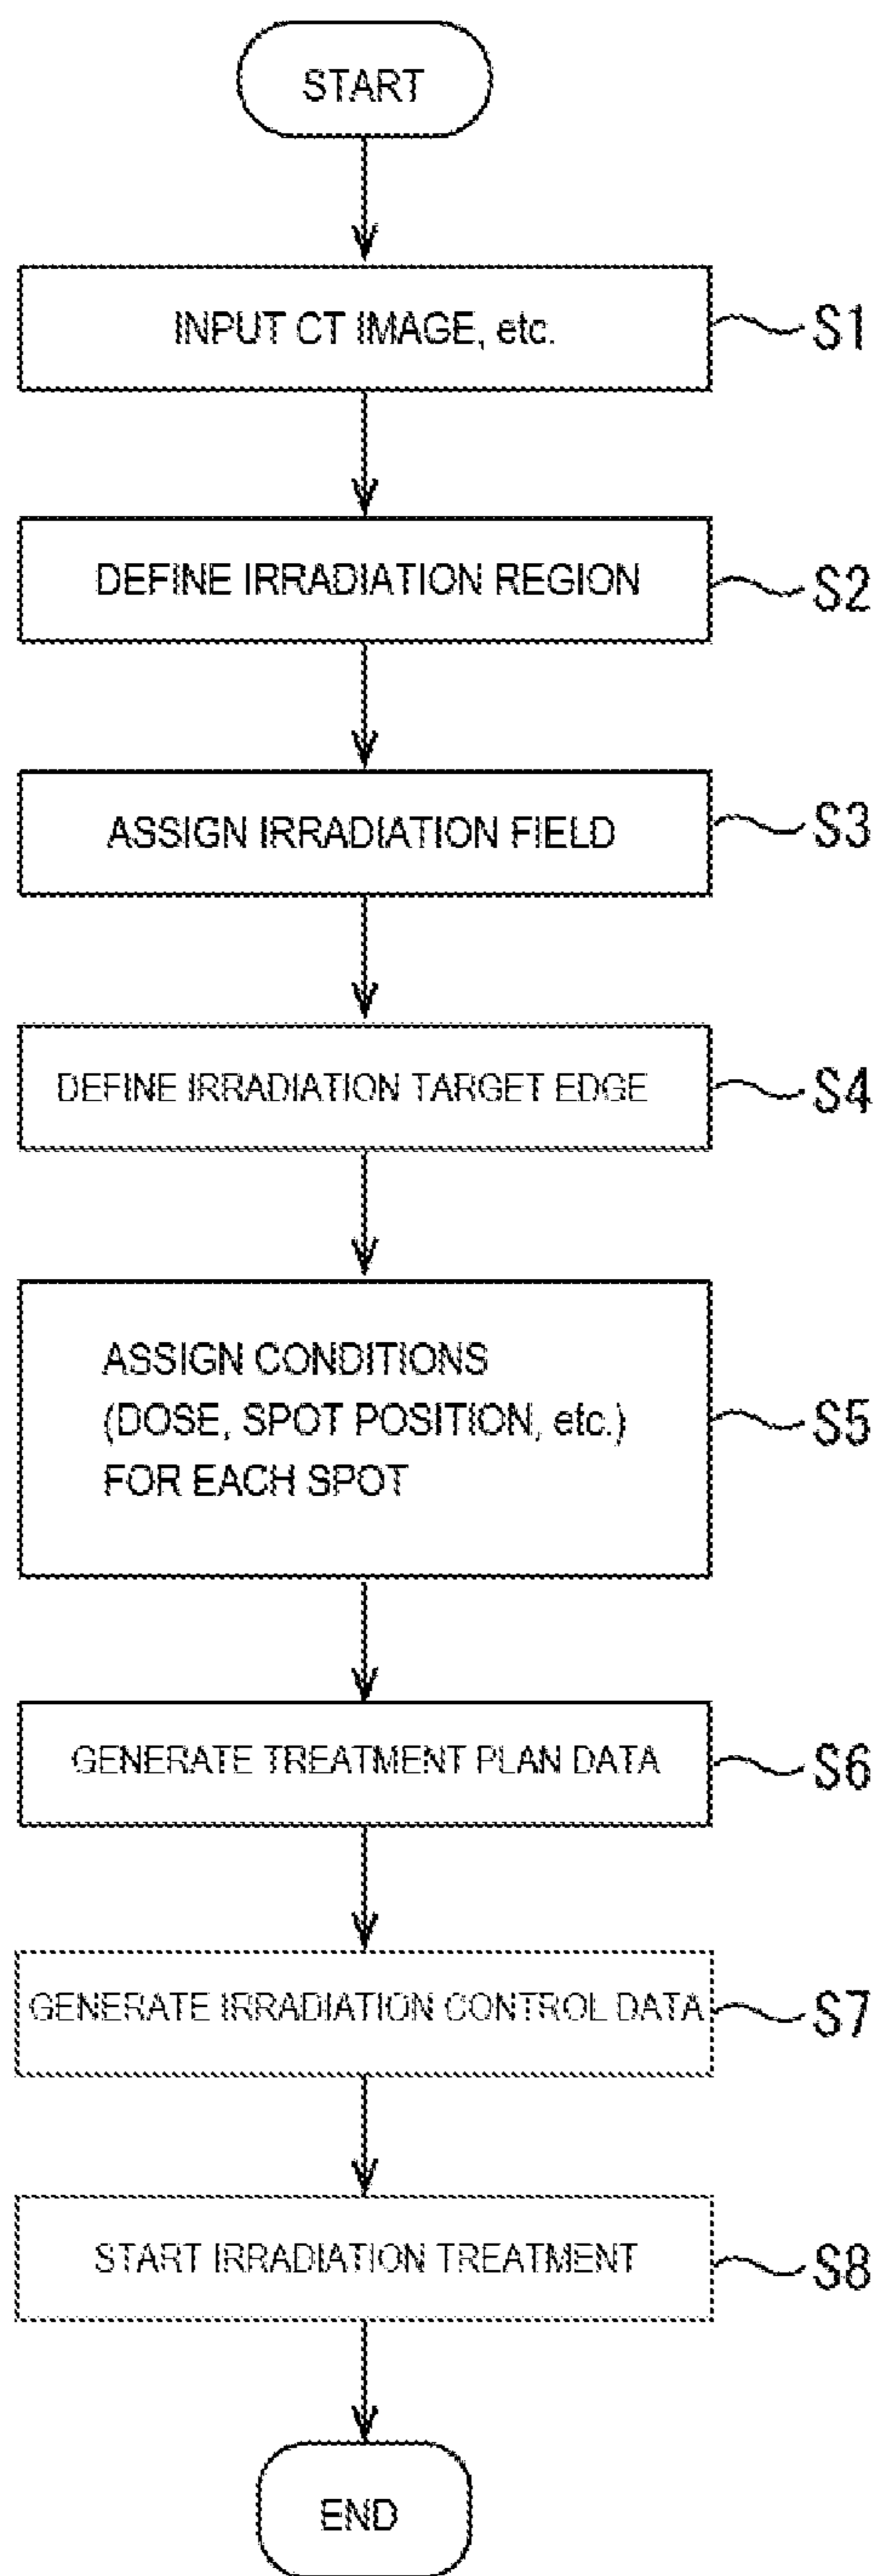 START
INPUT CT IMAGE, etc.
S1
DEFINE IRRADIATION REGION
S2
ASSIGN IRRADIATION FIELD
S3
DEFINE IRRADIATION TARGET EDGE
S4
ASSIGN CONDITIONS
(DOSE, SPOT POSITION, etc.)
FOR EACH SPOT
S5
GENERATE TREATMENT PLAN DATA
S6
GENERATE IRRADIATION CONTROL DATA
S7
START IRRADIATION TREATMENT
S8
END